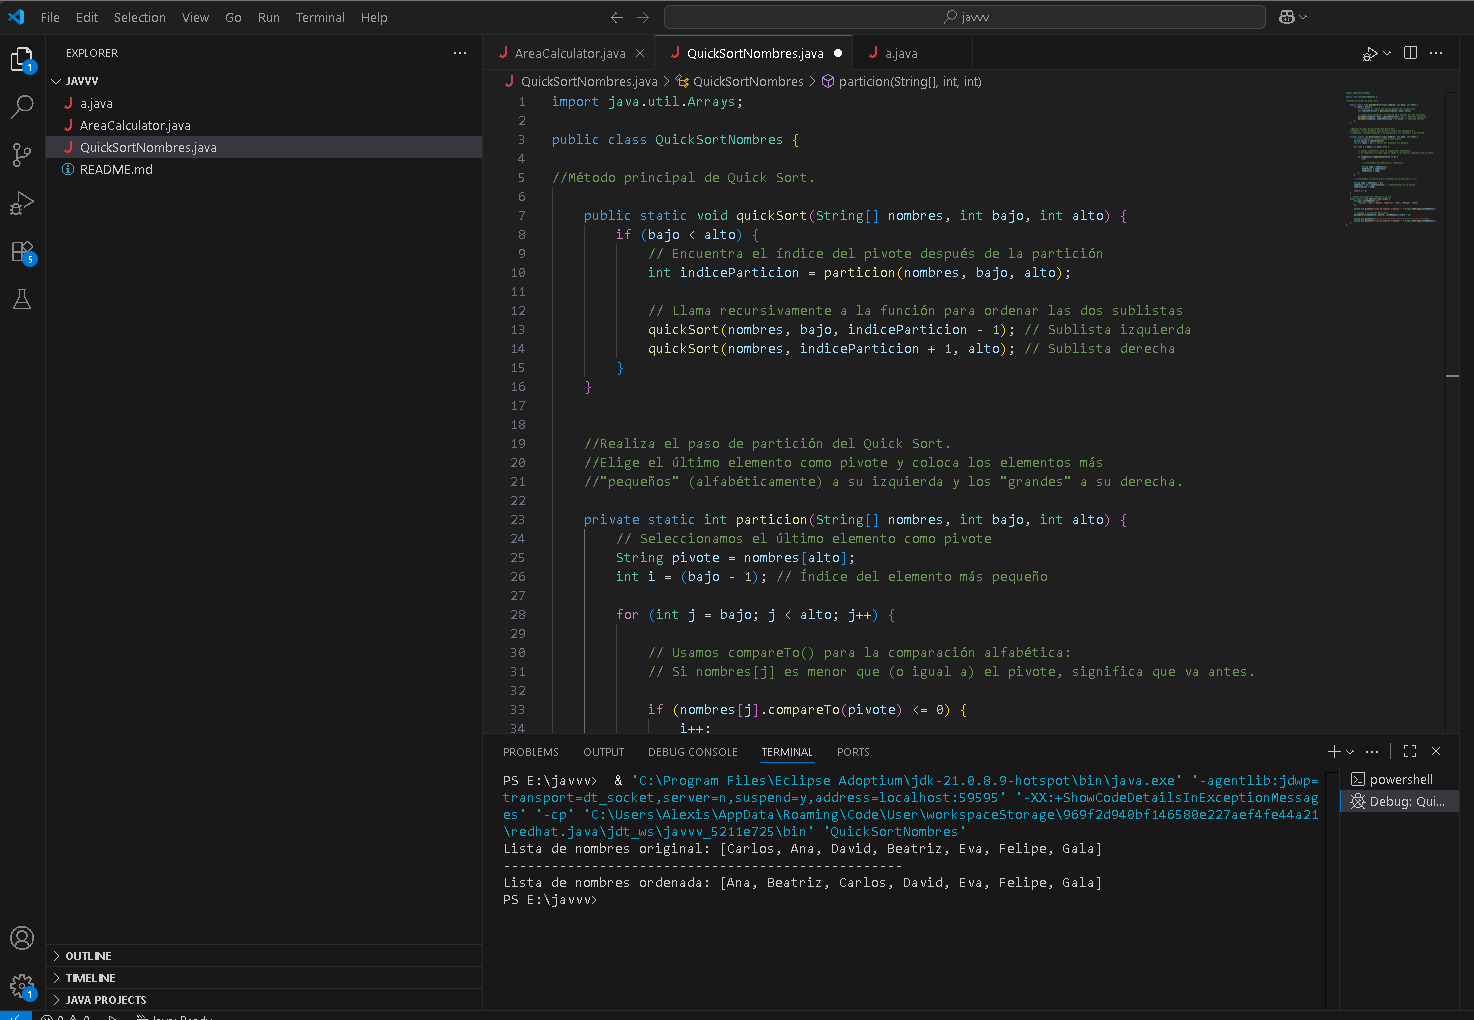 File Edit Selection View Go Run Terminal Help
javvv
EXPLORER
JAVVV
a.java
AreaCalculator.java
QuickSortNombres.java
README.md
1
5
OUTLINE
TIMELINE
JAVA PROJECTS
1
AreaCalculator.java
QuickSortNombres.java
a.java
QuickSortNombres.java > QuickSortNombres > particion(String[], int, int)
1 import java.util.Arrays;
2
3 public class QuickSortNombres {
4
5 //Método principal de Quick Sort.
6
7 public static void quickSort(String[] nombres, int bajo, int alto) {
8 if (bajo < alto) {
9 // Encuentra el índice del pivote después de la partición
10 int indiceParticion = particion(nombres, bajo, alto);
11
12 // Llama recursivamente a la función para ordenar las dos sublistas
13 quickSort(nombres, bajo, indiceParticion - 1); // Sublista izquierda
14 quickSort(nombres, indiceParticion + 1, alto); // Sublista derecha
15 }
16 }
17
18
19 //Realiza el paso de partición del Quick Sort.
20 //Elige el último elemento como pivote y coloca los elementos más
21 //"pequeños" (alfabéticamente) a su izquierda y los "grandes" a su derecha.
22
23 private static int particion(String[] nombres, int bajo, int alto) {
24 // Seleccionamos el último elemento como pivote
25 String pivote = nombres[alto];
26 int i = (bajo - 1); // Índice del elemento más pequeño
27
28 for (int j = bajo; j < alto; j++) {
29
30 // Usamos compareTo() para la comparación alfabética:
31 // Si nombres[j] es menor que (o igual a) el pivote, significa que va antes.
32
33 if (nombres[j].compareTo(pivote) <= 0) {
34 i++;
PROBLEMS OUTPUT DEBUG CONSOLE TERMINAL PORTS
PS E:\javvv>  & 'C:\Program Files\Eclipse Adoptium\jdk-21.0.8.9-hotspot\bin\java.exe' '-agentlib:jdwp=
transport=dt_socket,server=n,suspend=y,address=localhost:59595' '-XX:+ShowCodeDetailsInExceptionMessag
es' '-cp' 'C:\Users\Alexis\AppData\Roaming\Code\User\workspaceStorage\969f2d940bf146580e227aef4fe44a21
\redhat.java\jdt_ws\javvv_5211e725\bin' 'QuickSortNombres'
Lista de nombres original: [Carlos, Ana, David, Beatriz, Eva, Felipe, Gala]
--------------------------------------------------
Lista de nombres ordenada: [Ana, Beatriz, Carlos, David, Eva, Felipe, Gala]
PS E:\javvv>
powershell
Debug: Qui...